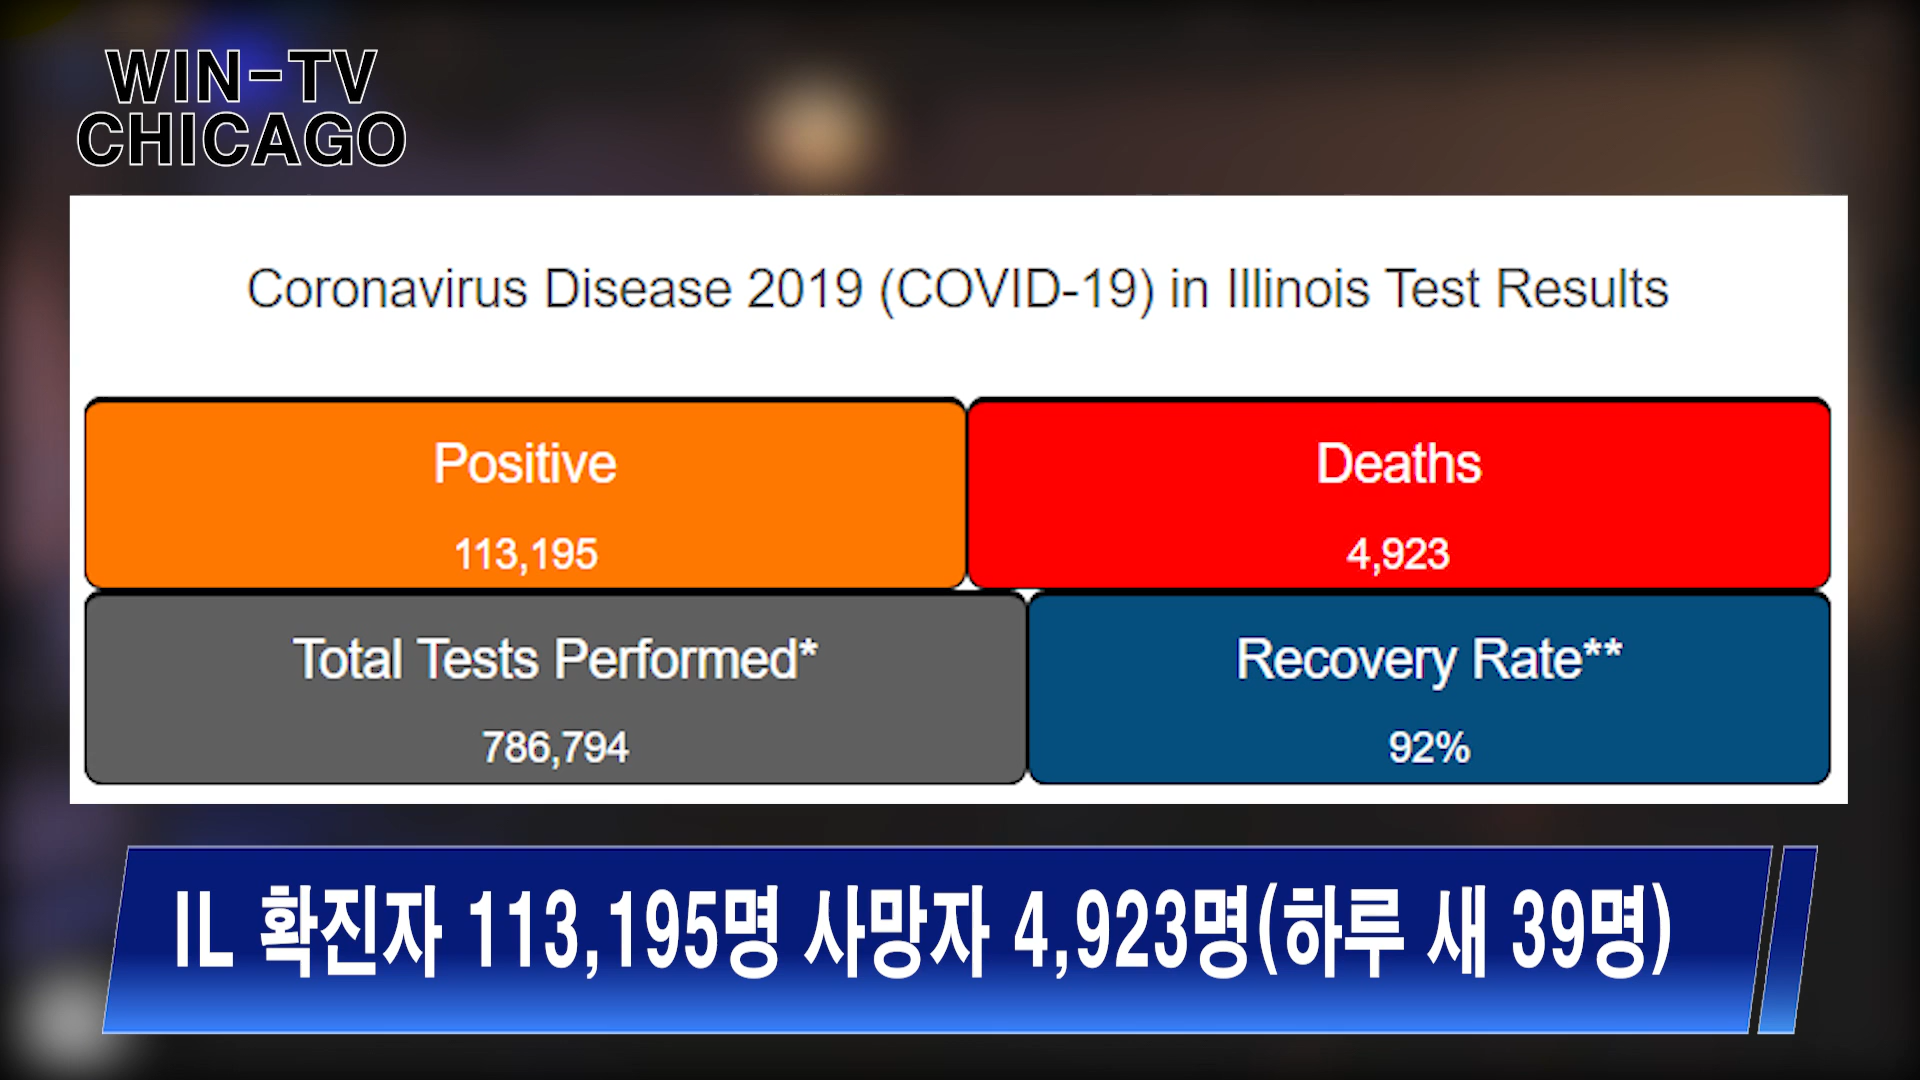 WIN-TV
CHICAGO
Coronavirus Disease 2019 (COVID-19) in Illinois Test Results
Positive
113,195
Deaths
4,923
Total Tests Performed*
786,794
Recovery Rate**
92%
IL 확진자 113,195명 사망자 4,923명(하루 새 39명)